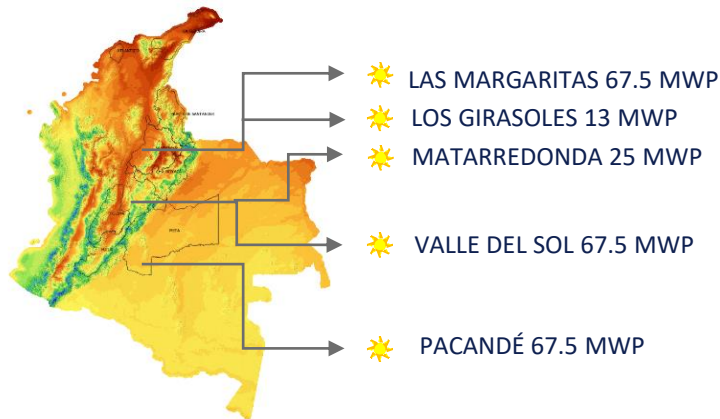 LAS MARGARITAS 67.5 MWP
LOS GIRASOLES 13 MWP
MATARREDONDA 25 MWP
META
VALLE DEL SOL 67.5 MWP
PACANDÉ 67.5 MWP